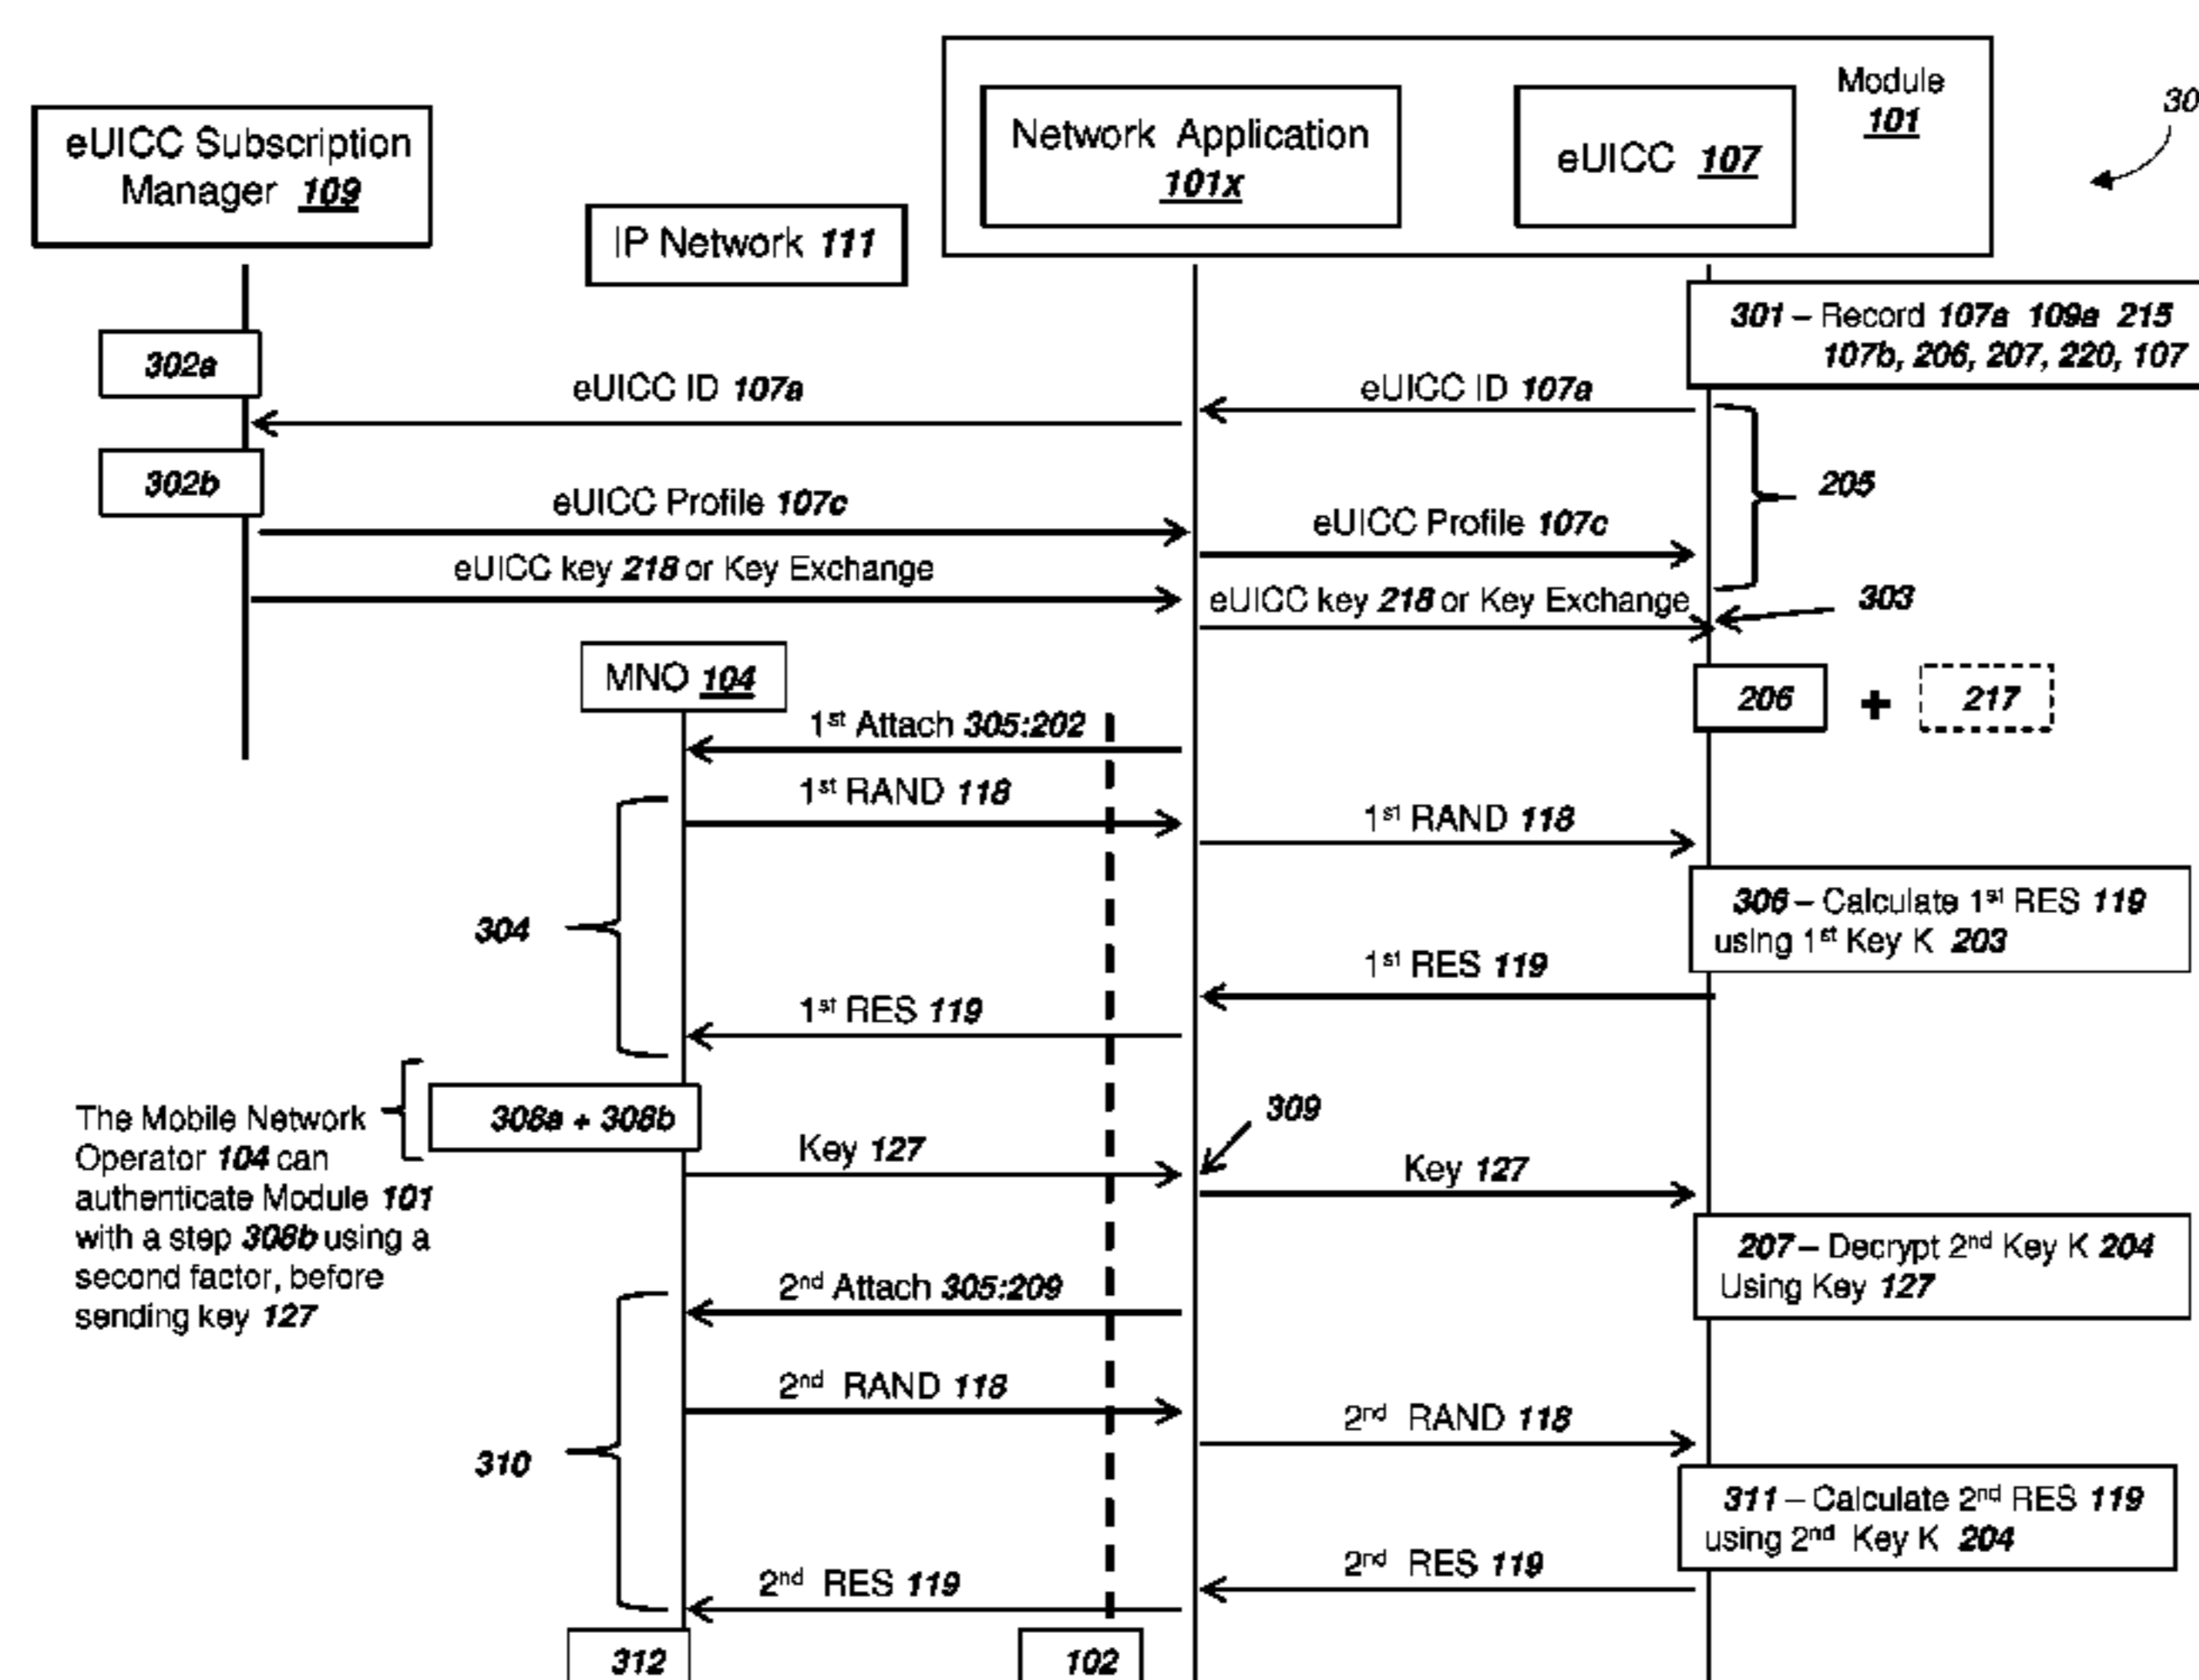 Module
101
30
eUICC Subscription
Manager 109
Network Application
101x
eUICC 107
IP Network 111
301 – Record 107a 109a 215
107b, 206, 207, 220, 107
302a
eUICC ID 107a
eUICC ID 107a
302b
205
eUICC Profile 107c
eUICC Profile 107c
eUICC key 218 or Key Exchange
eUICC key 218 or Key Exchange
303
MNO 104
206 + 217
1st Attach 305:202
1st RAND 118
1st RAND 118
304
306 – Calculate 1st RES 119
using 1st Key K 203
1st RES 119
1st RES 119
The Mobile Network
Operator 104 can
authenticate Module 101
with a step 308b using a
second factor, before
sending key 127
308a + 308b
309
Key 127
Key 127
207 – Decrypt 2nd Key K 204
Using Key 127
2nd Attach 305:209
2nd RAND 118
2nd RAND 118
310
311 – Calculate 2nd RES 119
using 2nd Key K 204
2nd RES 119
2nd RES 119
312
102